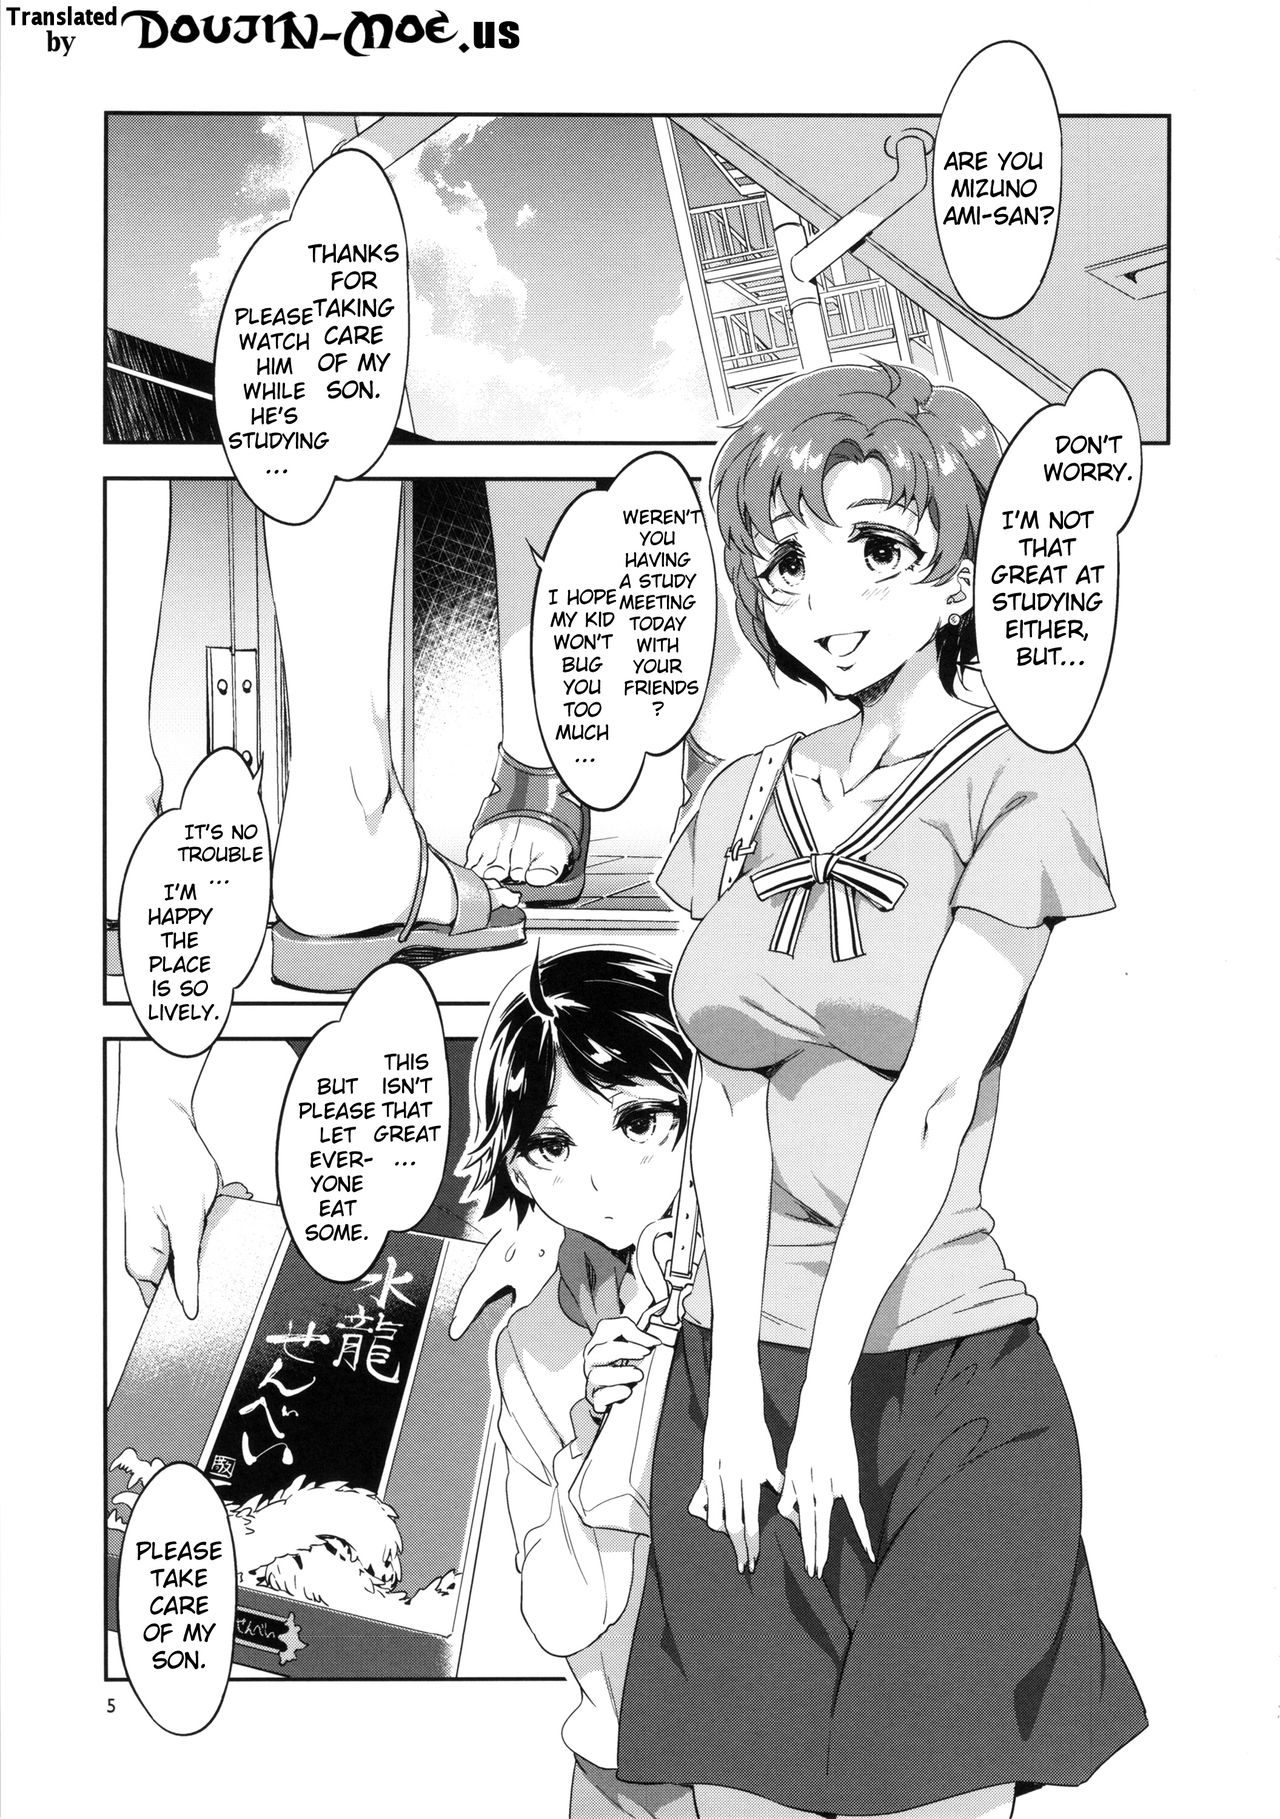 Translated
by DOUJIN-MOE.us
ARE YOU
MIZUNO
AMI-SAN?
THANKS
FOR
TAKING
CARE
OF MY
SON.
PLEASE
WATCH
HIM
WHILE
HE'S
STUDYING
...
DON'T
WORRY.
I'M NOT
THAT
GREAT AT
STUDYING
EITHER,
BUT...
WEREN'T
YOU
HAVING
A STUDY
MEETING
TODAY
WITH
YOUR
FRIENDS
?
I HOPE
MY KID
WON'T
BUG
YOU
TOO
MUCH
...
IT'S NO
TROUBLE
...
I'M
HAPPY
THE
PLACE
IS SO
LIVELY.
THIS
ISN'T
THAT
GREAT
...
BUT
PLEASE
LET
EVER-
YONE
EAT
SOME.
水龍
せんべい
せんべい
PLEASE
TAKE
CARE
OF MY
SON.
5